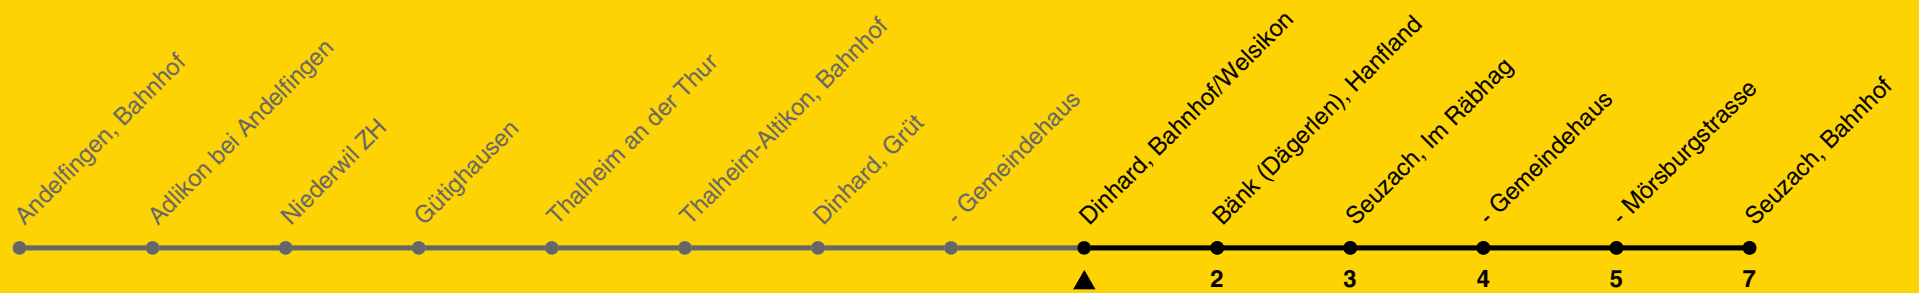 Andelfingen, Bahnhof
Adlikon bei Andelfingen
Niederwil ZH
Gütighausen
Thalheim an der Thur
Thalheim-Altikon, Bahnhof
Dinhard, Grüt
- Gemeindehaus
Dinhard, Bahnhof/Welsikon
Bänk (Dägerlen), Hanfland
Seuzach, Im Räbhag
- Gemeindehaus
- Mörsburgstrasse
Seuzach, Bahnhof
2 3 4 5 7